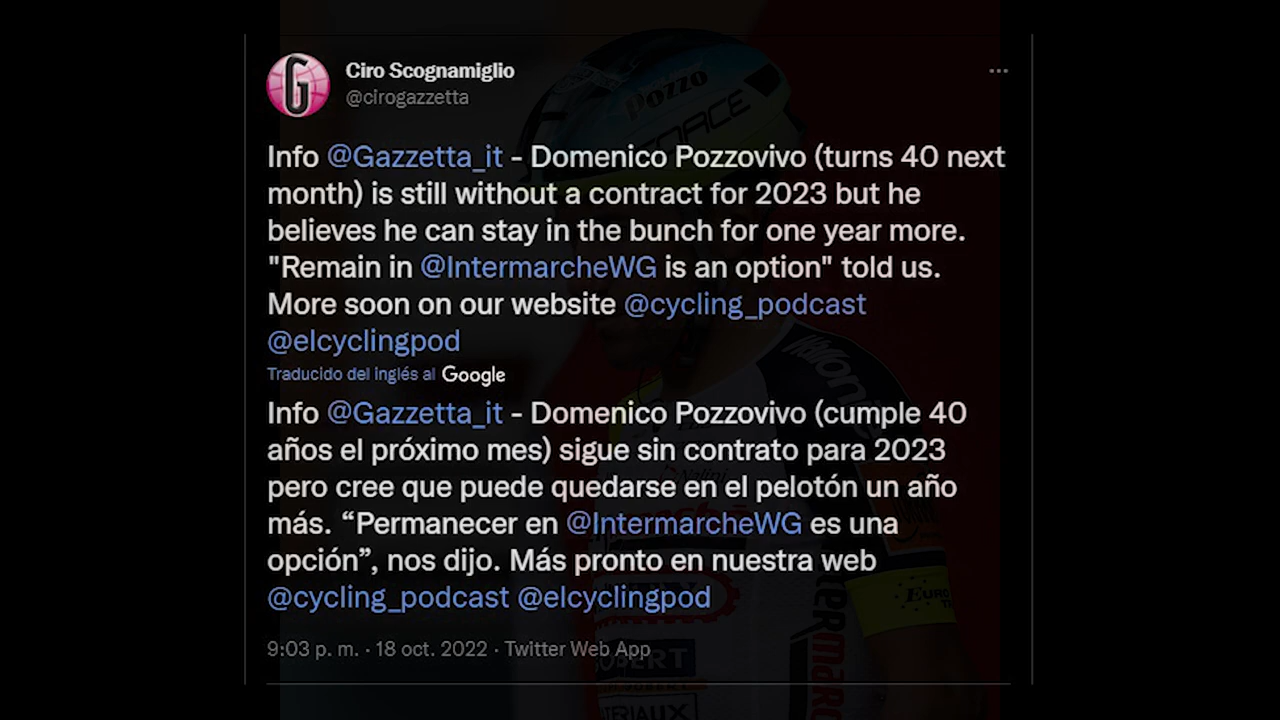 Ciro Scognamiglio
@cirogazzetta
Info @Gazzetta_it - Domenico Pozzovivo (turns 40 next
month) is still without a contract for 2023 but he
believes he can stay in the bunch for one year more.
"Remain in @IntermarcheWG is an option" told us.
More soon on our website @cycling_podcast
@elcyclingpod
Traducido del inglés al Google
Info @Gazzetta_it - Domenico Pozzovivo (cumple 40
años el próximo mes) sigue sin contrato para 2023
pero cree que puede quedarse en el pelotón un año
más. “Permanecer en @IntermarcheWG es una
opción”, nos dijo. Más pronto en nuestra web
@cycling_podcast @elcyclingpod
9:03 p. m. · 18 oct. 2022 · Twitter Web App
G
POZZO
FORCE